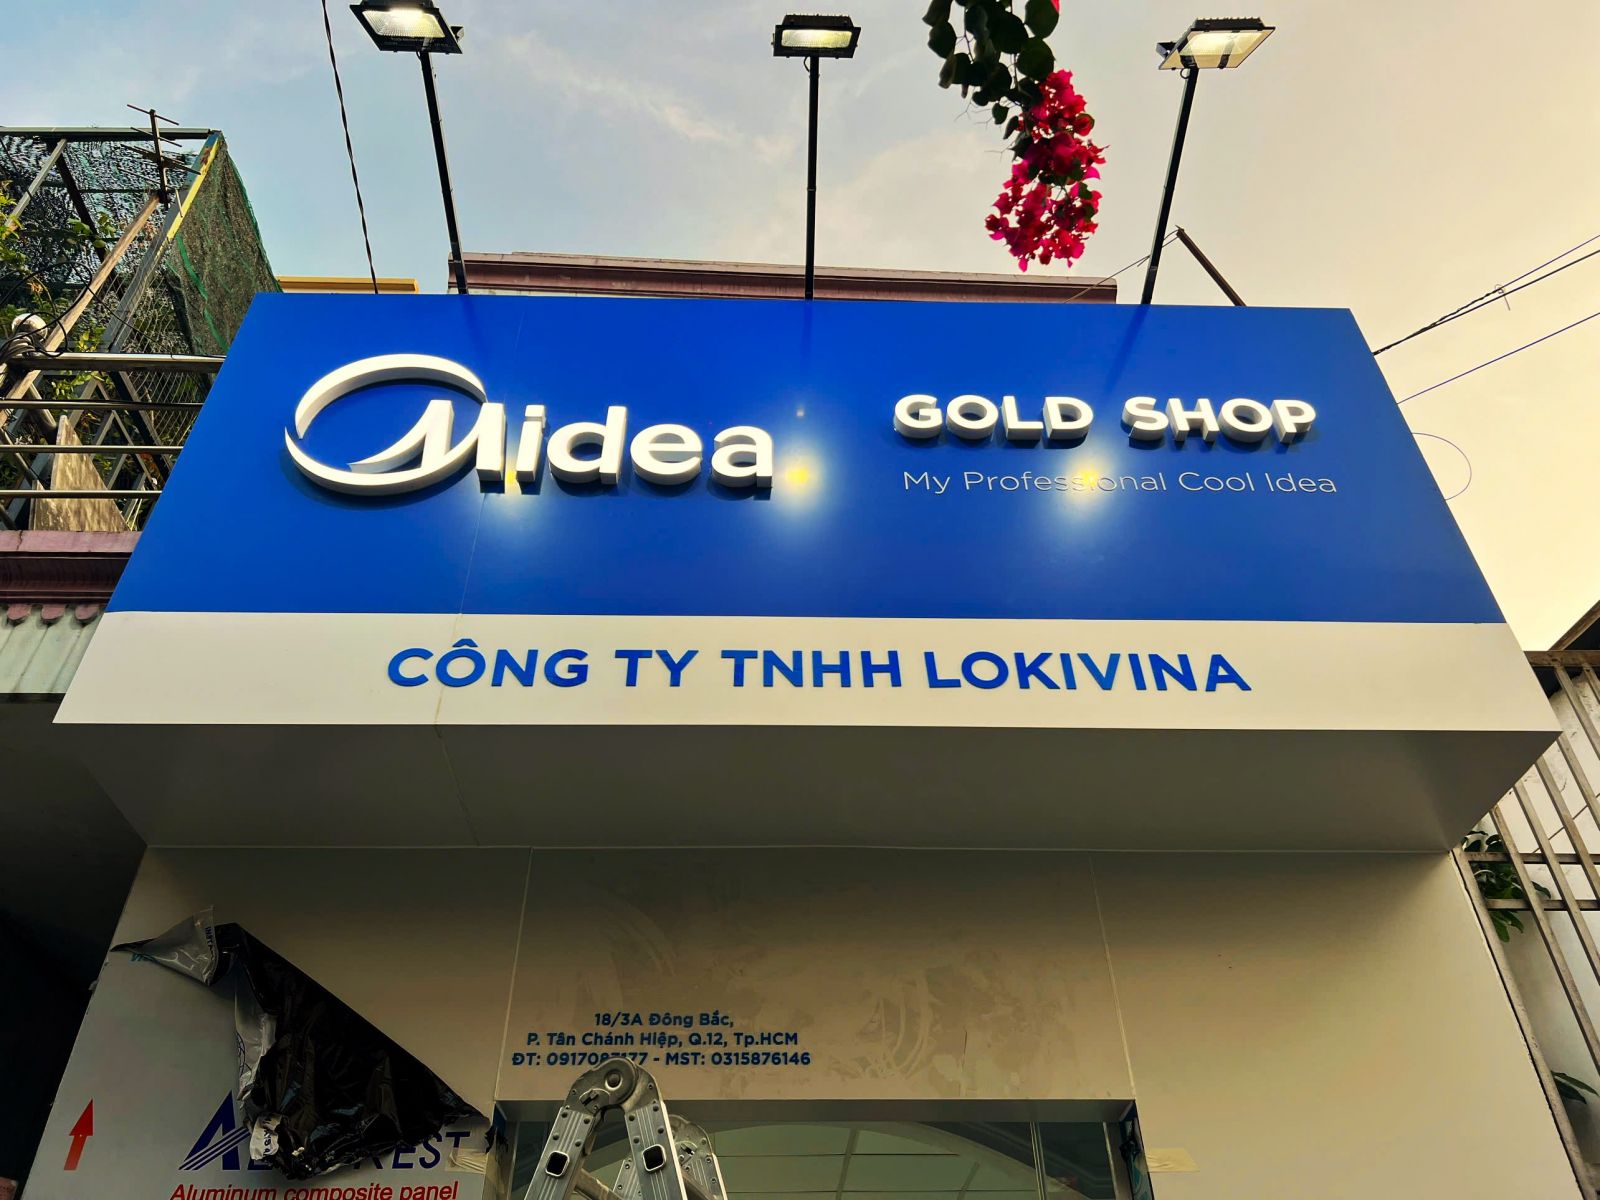 Midea
GOLD SHOP
My Professional Cool Idea
CÔNG TY TNHH LOKIVINA
18/3A Đông Bắc,
P. Tân Chánh Hiệp, Q.12, Tp.HCM
ĐT: 0917087177 - MST: 0315876146
Aluminum composite panel